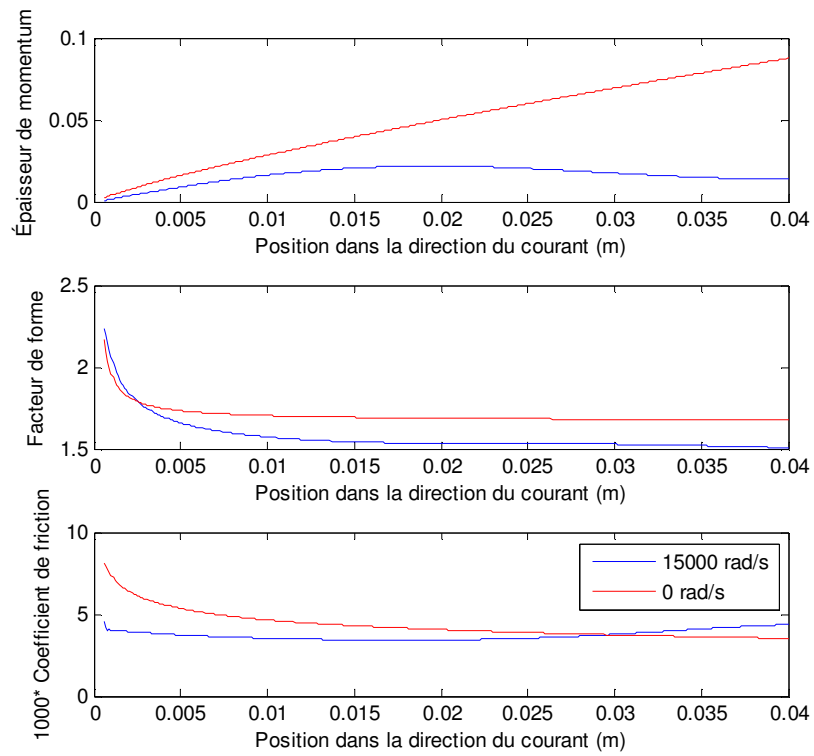 Épaisseur de momentum
0.1
0.05
0
0 0.005 0.01 0.015 0.02 0.025 0.03 0.035 0.04
Position dans la direction du courant (m)
Facteur de forme
2.5
2
1.5
0 0.005 0.01 0.015 0.02 0.025 0.03 0.035 0.04
Position dans la direction du courant (m)
1000* Coefficient de friction
10
5
0
15000 rad/s
0 rad/s
0 0.005 0.01 0.015 0.02 0.025 0.03 0.035 0.04
Position dans la direction du courant (m)